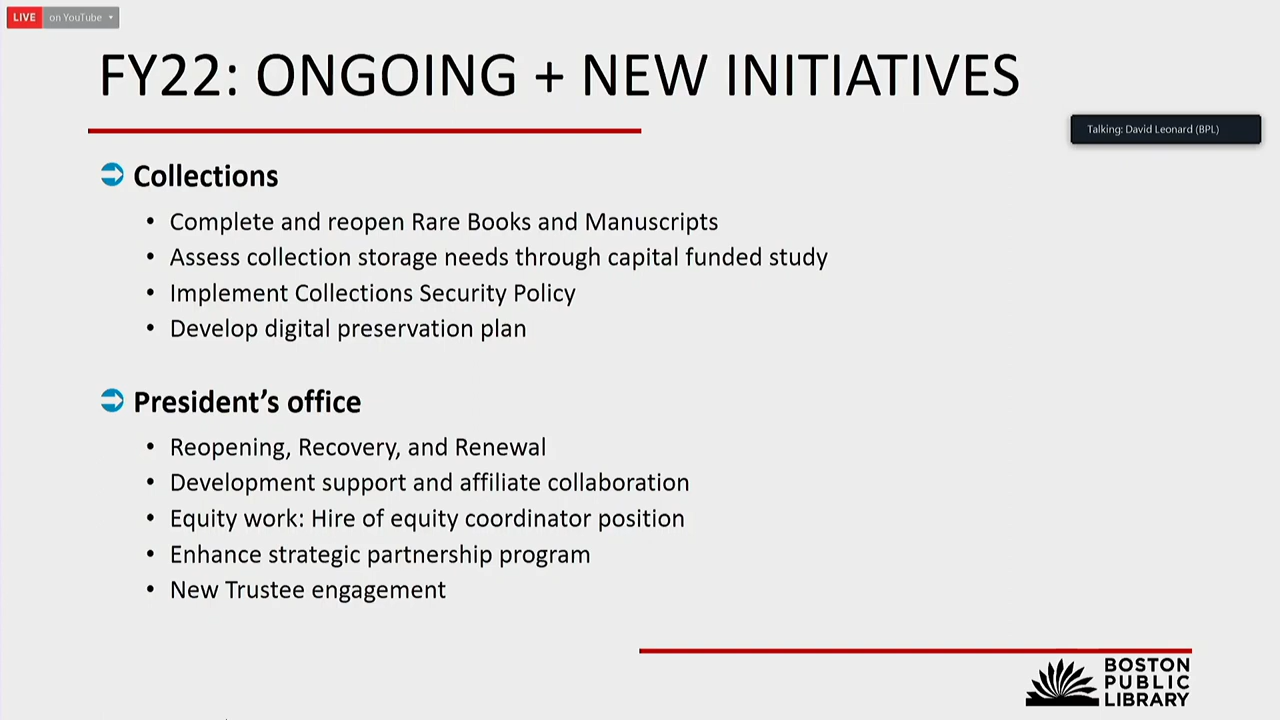 LIVE on YouTube
FY22: ONGOING + NEW INITIATIVES
Talking: David Leonard (BPL)
Collections
• Complete and reopen Rare Books and Manuscripts
• Assess collection storage needs through capital funded study
• Implement Collections Security Policy
• Develop digital preservation plan
President’s office
• Reopening, Recovery, and Renewal
• Development support and affiliate collaboration
• Equity work: Hire of equity coordinator position
• Enhance strategic partnership program
• New Trustee engagement
BOSTON
PUBLIC
LIBRARY